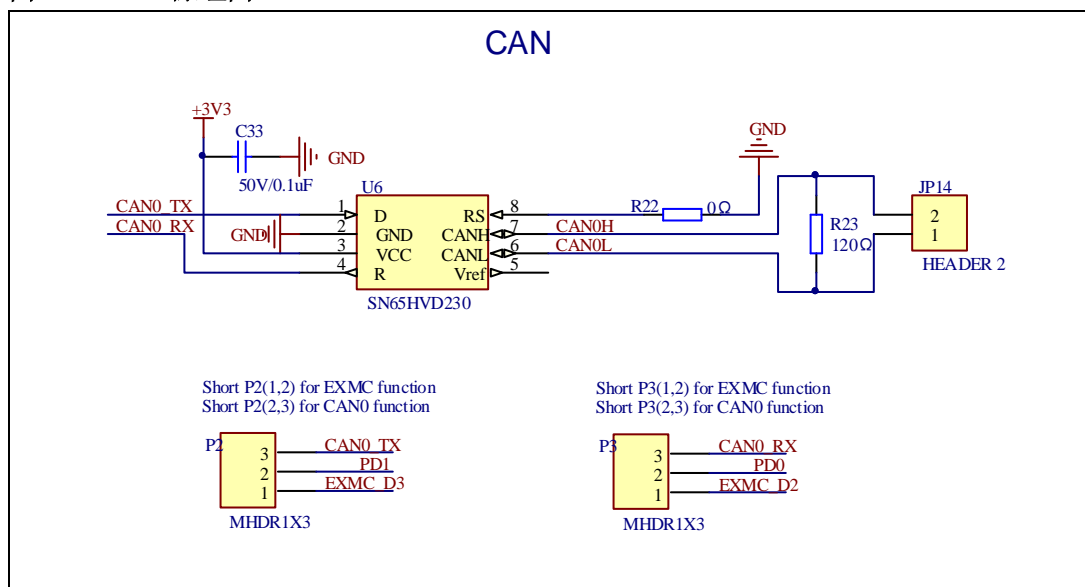 CAN
+3V3
C33
GND
50V/0.1uF
GND
U6
CAN0_TX
1
D
RS
8
R22
0Ω
JP14
CAN0_RX
GND
2
GND
CANH
7
CAN0H
2
3
VCC
CANL
6
CAN0L
R23
1
4
R
Vref
5
120Ω
HEADER 2
SN65HVD230
Short P2(1,2) for EXMC function
Short P2(2,3) for CAN0 function
P2
3
CAN0_TX
2
PD1
1
EXMC_D3
MHDR1X3
Short P3(1,2) for EXMC function
Short P3(2,3) for CAN0 function
P3
3
CAN0_RX
2
PD0
1
EXMC_D2
MHDR1X3